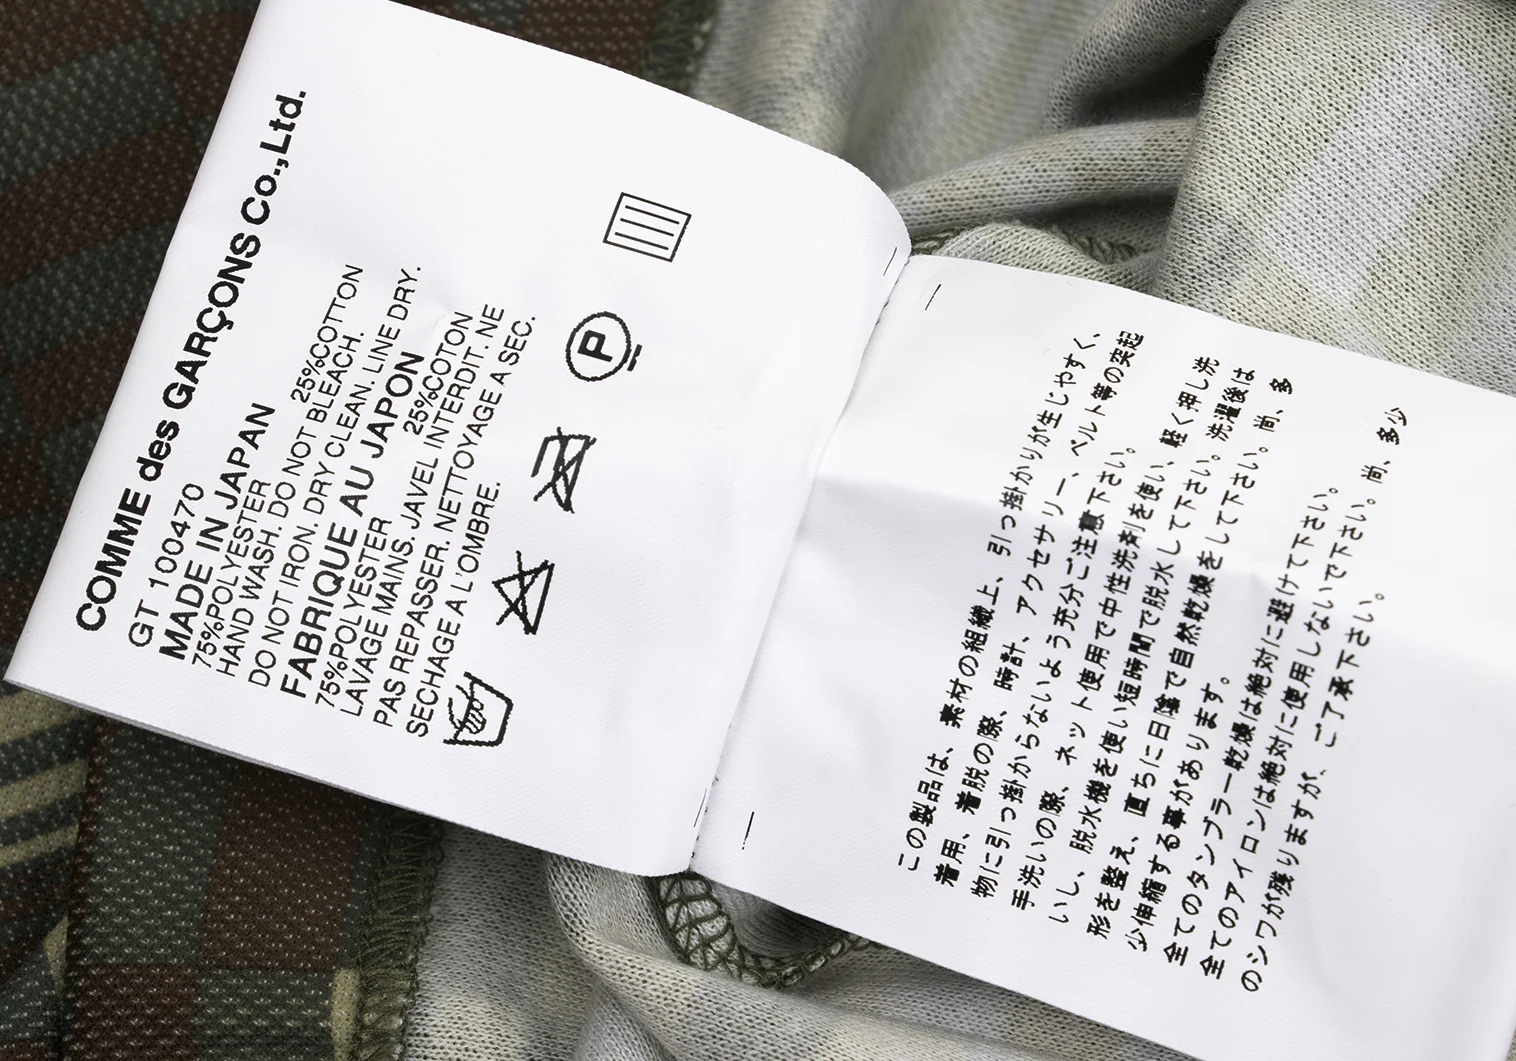 COMME des GARÇONS Co.,Ltd.
GT 100470
MADE IN JAPAN
75%POLYESTER 25%COTTON
HAND WASH. DO NOT BLEACH.
DO NOT IRON. DRY CLEAN. LINE DRY.
FABRIQUE AU JAPON
75%POLYESTER 25%COTON
LAVAGE MAINS. JAVEL INTERDIT. NE
PAS REPASSER. NETTOYAGE A SEC.
SECHAGE A L'OMBRE.
P
この製品は、素材の組織上、引っ掛かりが生じやすく、
着用、着脱の際、時計、アクセサリー、ベルト等の突起
物に引っ掛からないよう充分ご注意下さい。
手洗いの際、ネット使用で中性洗剤を使い、軽く押し洗
いし、脱水機を使い短時間で脱水して下さい。洗濯後は
形を整え、直ちに日陰で自然乾燥をして下さい。尚、多
少伸縮する事があります。
全てのタンブラー乾燥は絶対に避けて下さい。
全てのアイロンは絶対に使用しないで下さい。尚、多少
のシワが残りますが、ご了承下さい。